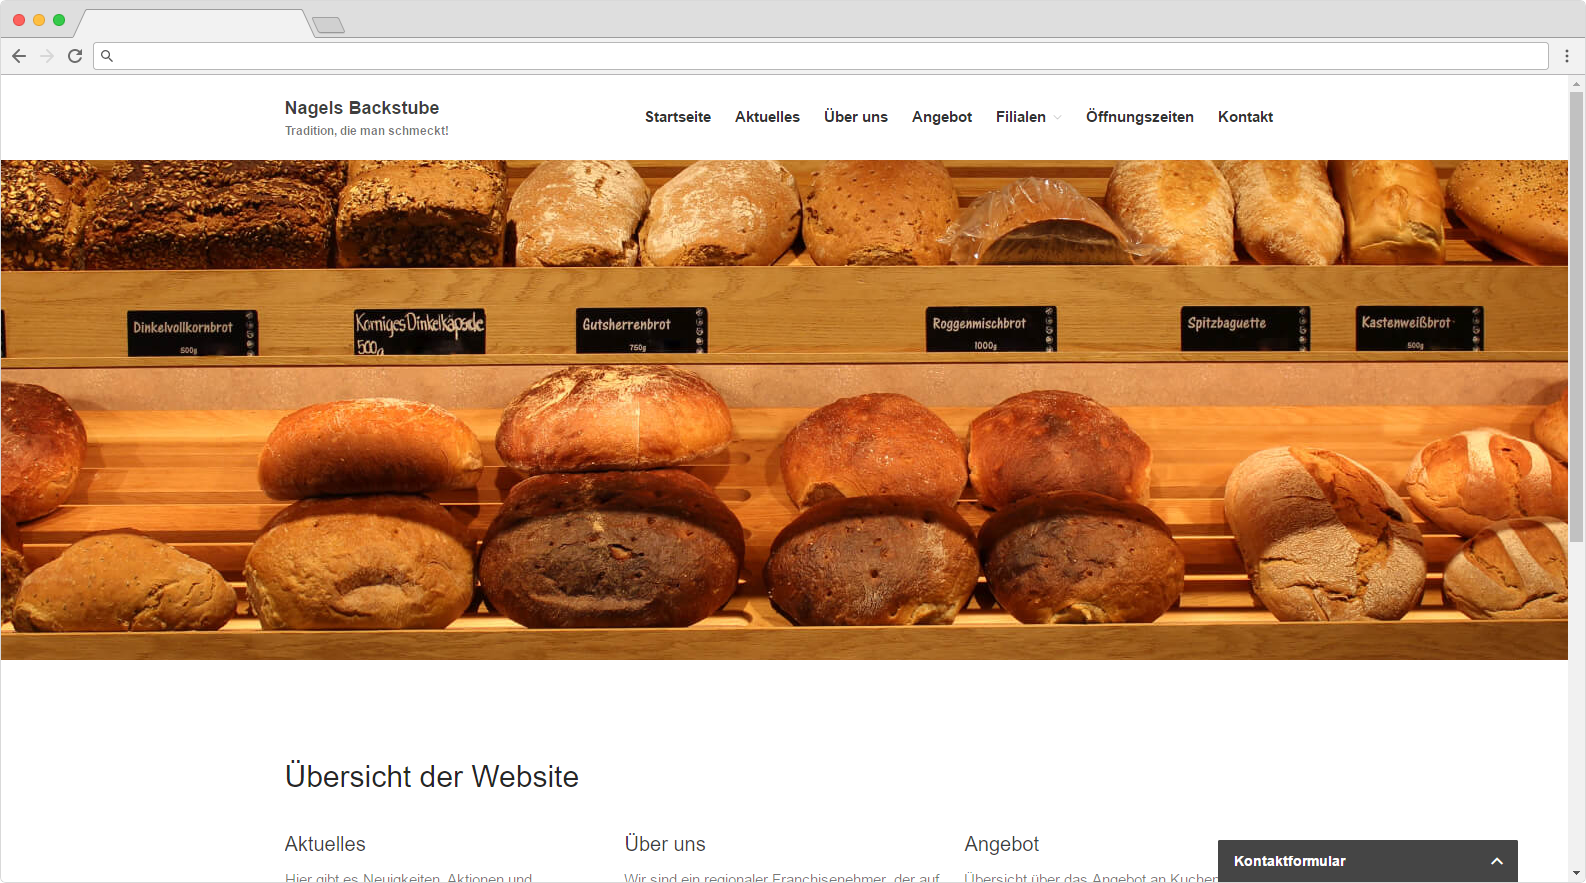 Nagels Backstube
Tradition, die man schmeckt!
Startseite Aktuelles Über uns Angebot Filialen Öffnungszeiten Kontakt
Dinkelvollkornbrot
500g
Korniges Dinkelkäpsele
500g
Gutsherrenbrot
750g
Roggenmischbrot
1000g
Spitzbaguette
Kastenweißbrot
500g
Übersicht der Website
Aktuelles
Hier gibt es Neuigkeiten, Aktionen und
Über uns
Wir sind ein regionaler Franchisenehmer, der auf
Angebot
Übersicht über das Angebot an Kuchen
Kontaktformular